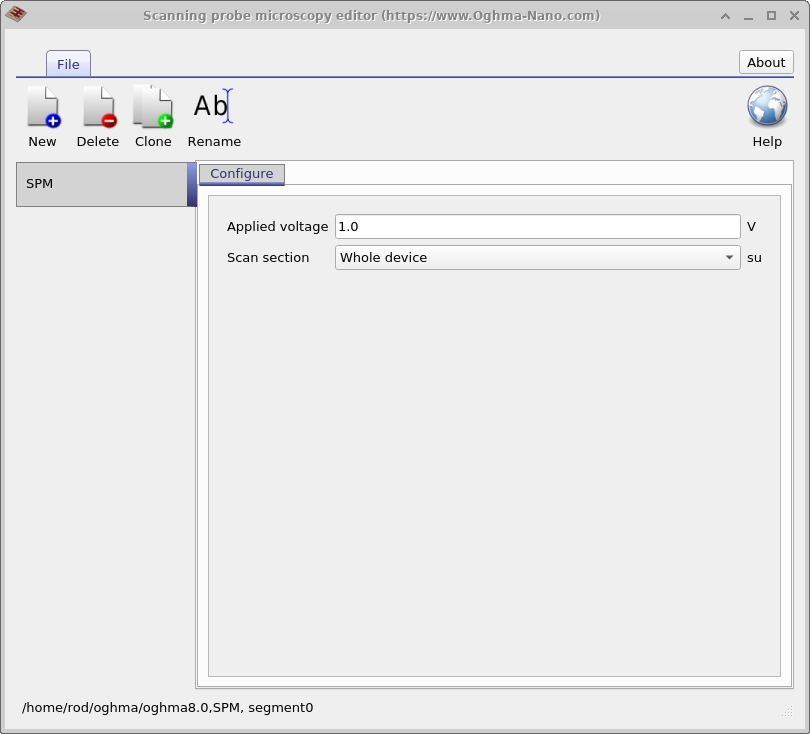 Scanning probe microscopy editor (https://www.Oghma-Nano.com)
File
About
Ab
New
Delete
Clone
Rename
Help
SPM
Configure
Applied voltage 1.0 V
Scan section Whole device su
/home/rod/oghma/oghma8.0,SPM, segment0